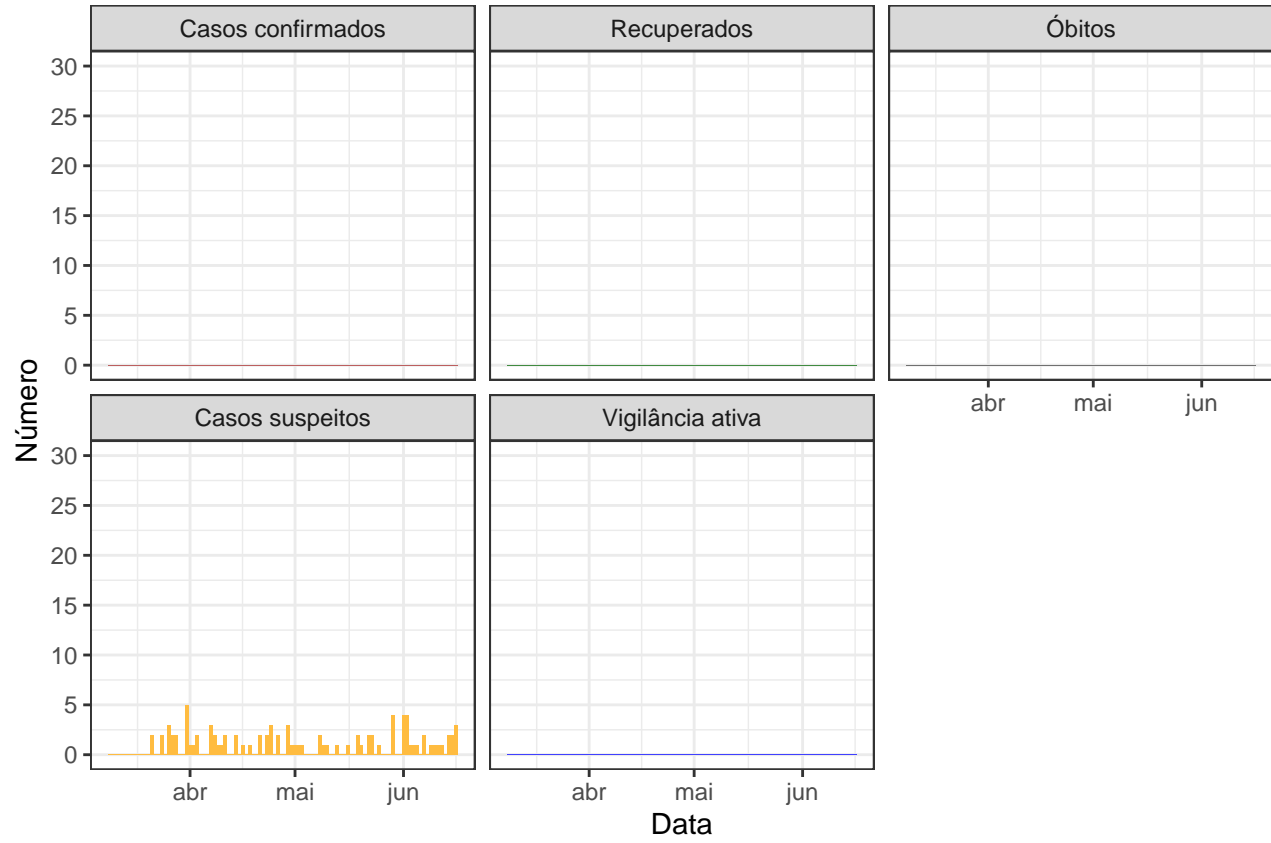 Casos confirmados
Recuperados
Óbitos
30
25
20
15
10
5
0
abr mai jun
Número
Casos suspeitos
Vigilância ativa
30
25
20
15
10
5
0
abr mai jun
abr mai jun
Data